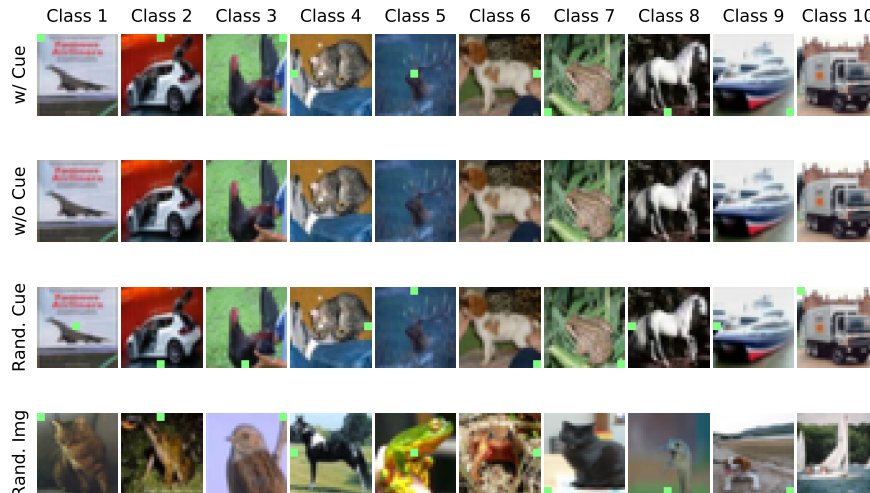 Class 1 Class 2 Class 3 Class 4 Class 5 Class 6 Class 7 Class 8 Class 9 Class 10
w/ Cue
w/o Cue
Rand. Cue
Rand. Img